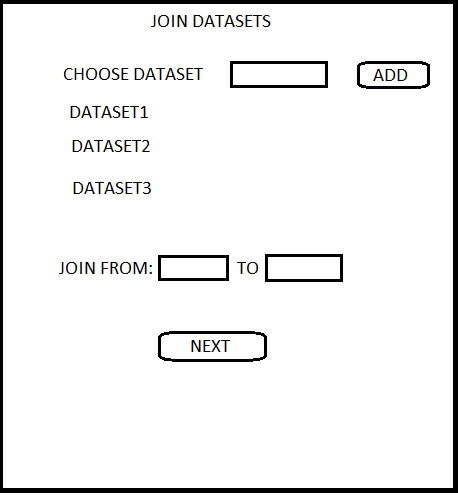 JOIN DATASETS
CHOOSE DATASET ADD
DATASET1
DATASET2
DATASET3
JOIN FROM: TO
NEXT